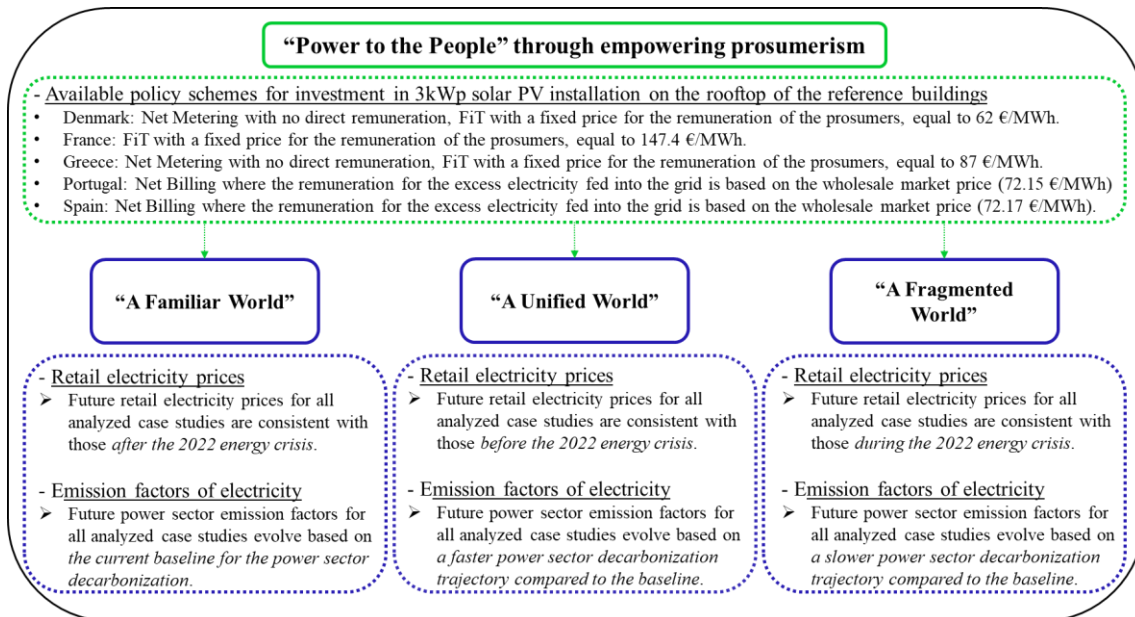 “Power to the People” through empowering prosumerism
- Available policy schemes for investment in 3kWp solar PV installation on the rooftop of the reference buildings
• Denmark: Net Metering with no direct remuneration, FiT with a fixed price for the remuneration of the prosumers, equal to 62 €/MWh.
• France: FiT with a fixed price for the remuneration of the prosumers, equal to 147.4 €/MWh.
• Greece: Net Metering with no direct remuneration, FiT with a fixed price for the remuneration of the prosumers, equal to 87 €/MWh.
• Portugal: Net Billing where the remuneration for the excess electricity fed into the grid is based on the wholesale market price (72.15 €/MWh)
• Spain: Net Billing where the remuneration for the excess electricity fed into the grid is based on the wholesale market price (72.17 €/MWh).
“A Familiar World”
- Retail electricity prices
➢ Future retail electricity prices for all
analyzed case studies are consistent with
those after the 2022 energy crisis.
- Emission factors of electricity
➢ Future power sector emission factors for
all analyzed case studies evolve based on
the current baseline for the power sector
decarbonization.
“A Unified World”
- Retail electricity prices
➢ Future retail electricity prices for all
analyzed case studies are consistent with
those before the 2022 energy crisis.
- Emission factors of electricity
➢ Future power sector emission factors for
all analyzed case studies evolve based on
a faster power sector decarbonization
trajectory compared to the baseline.
“A Fragmented
World”
- Retail electricity prices
➢ Future retail electricity prices for all
analyzed case studies are consistent with
those during the 2022 energy crisis.
- Emission factors of electricity
➢ Future power sector emission factors for
all analyzed case studies evolve based on
a slower power sector decarbonization
trajectory compared to the baseline.